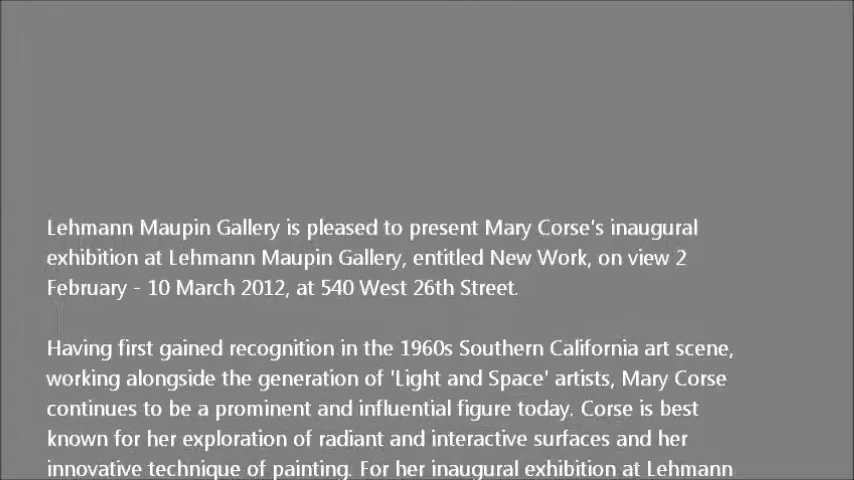 Lehmann Maupin Gallery is pleased to present Mary Corse's inaugural
exhibition at Lehmann Maupin Gallery, entitled New Work, on view 2
February - 10 March 2012, at 540 West 26th Street.
Having first gained recognition in the 1960s Southern California art scene,
working alongside the generation of 'Light and Space' artists, Mary Corse
continues to be a prominent and influential figure today. Corse is best
known for her exploration of radiant and interactive surfaces and her
innovative technique of painting. For her inaugural exhibition at Lehmann